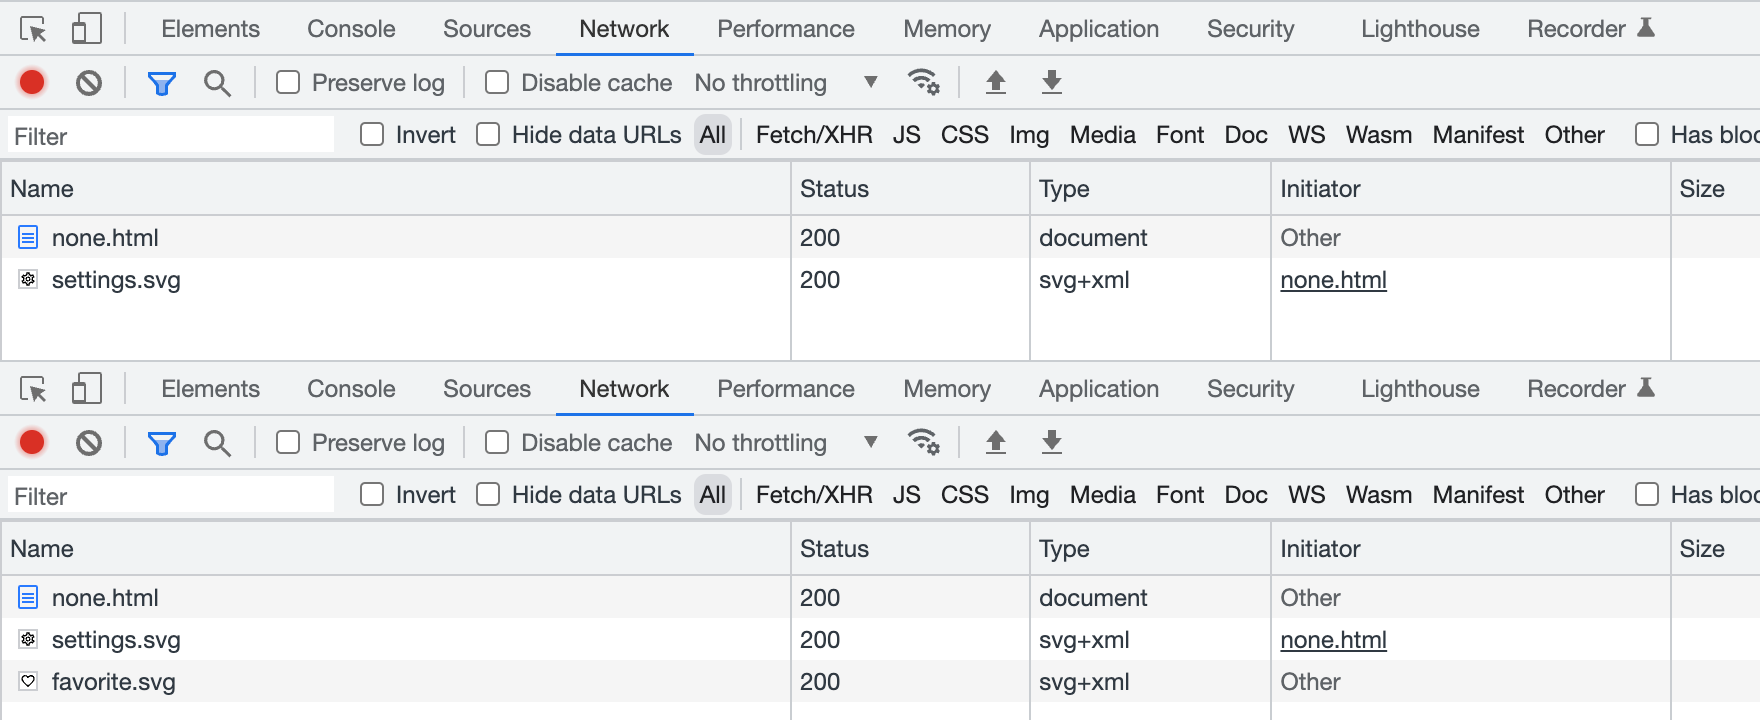 Elements Console Sources Network Performance Memory Application Security Lighthouse Recorder
Preserve log Disable cache No throttling
Filter Invert Hide data URLs All Fetch/XHR JS CSS Img Media Font Doc WS Wasm Manifest Other Has bloc
Name Status Type Initiator Size
none.html 200 document Other
settings.svg 200 svg+xml none.html
Elements Console Sources Network Performance Memory Application Security Lighthouse Recorder
Preserve log Disable cache No throttling
Filter Invert Hide data URLs All Fetch/XHR JS CSS Img Media Font Doc WS Wasm Manifest Other Has bloc
Name Status Type Initiator Size
none.html 200 document Other
settings.svg 200 svg+xml none.html
favorite.svg 200 svg+xml Other